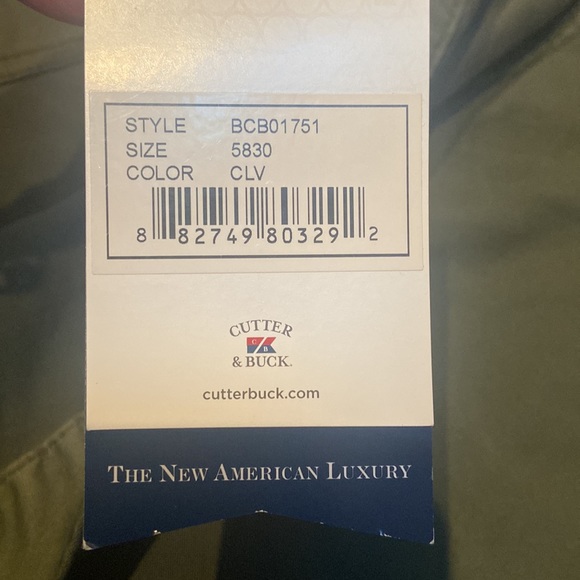 STYLE BCB01751
SIZE 5830
COLOR CLV
8 82749 80329 2
CUTTER
C B
& BUCK.
cutterbuck.com
THE NEW AMERICAN LUXURY